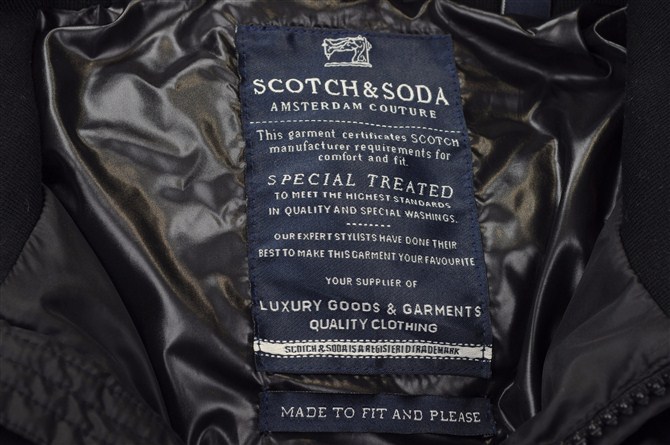 SCOTCH & SODA
AMSTERDAM COUTURE
This garment certificates SCOTCH
manufacturer requirements for
comfort and fit.
SPECIAL TREATED
TO MEET THE HIGHEST STANDARDS
IN QUALITY AND SPECIAL WASHINGS.
OUR EXPERT STYLISTS HAVE DONE THEIR
BEST TO MAKE THIS GARMENT YOUR FAVOURITE
YOUR SUPPLIER OF
LUXURY GOODS & GARMENTS
QUALITY CLOTHING
SCOTCH & SODA IS A REGISTERED TRADEMARK
MADE TO FIT AND PLEASE